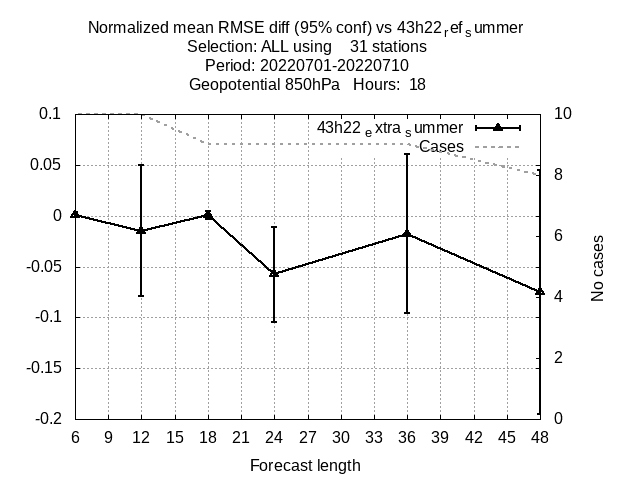 Normalized mean RMSE diff (95% conf) vs 43h22ref summer
Selection: ALL using 31 stations
Period: 20220701-20220710
Geopotential 850hPa Hours: 18
43h22extrasummer
Cases
0.1
0.05
0
-0.05
-0.1
-0.15
-0.2
10
8
6
4
2
0
No cases
6 9 12 15 18 21 24 27 30 33 36 39 42 45 48
Forecast length